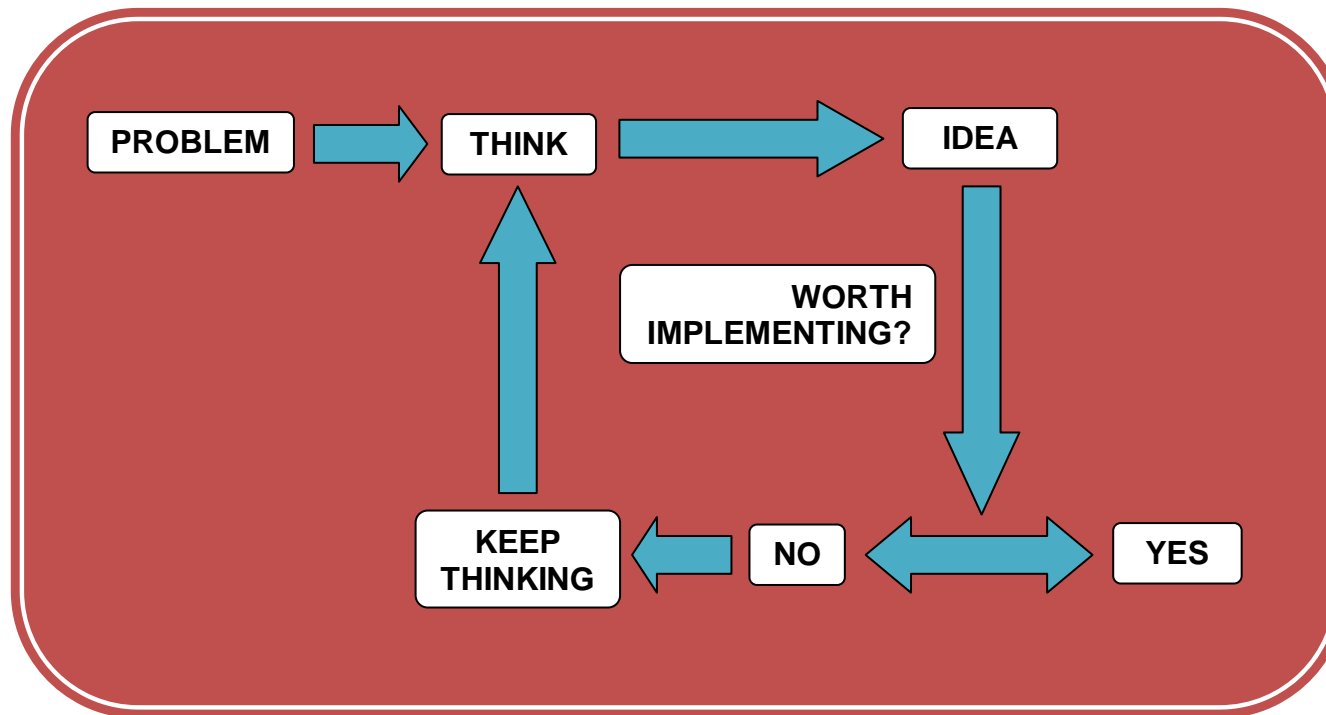 PROBLEM
THINK
IDEA
WORTH
IMPLEMENTING?
KEEP
THINKING
NO
YES